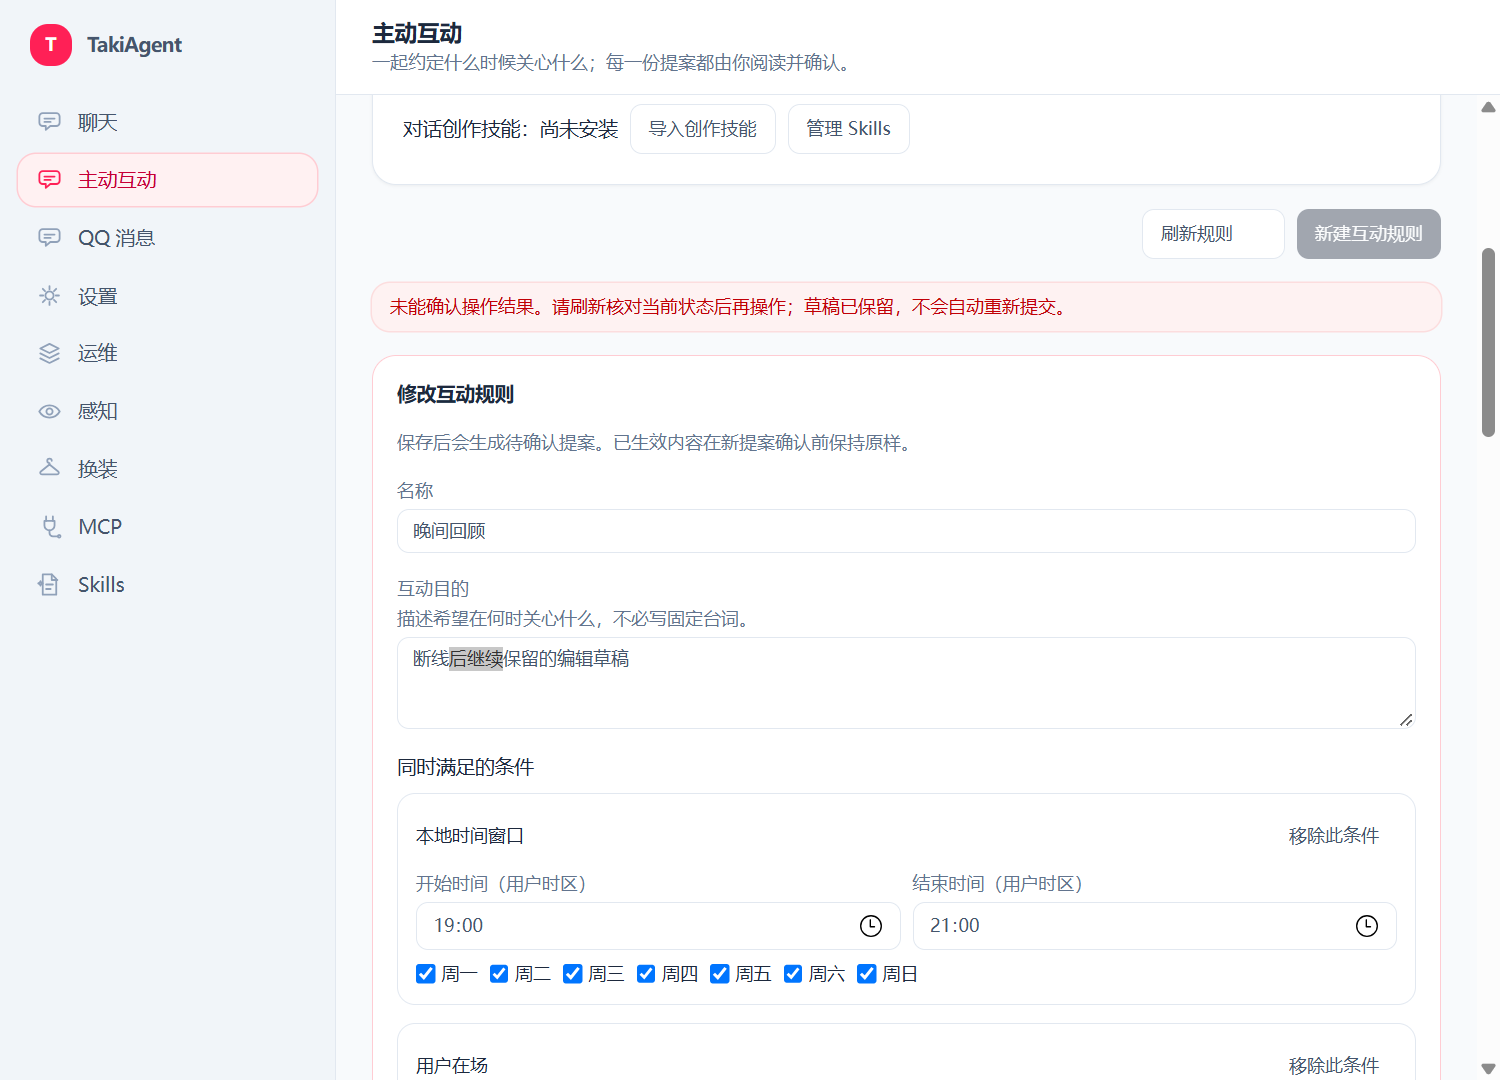 T TakiAgent
聊天
主动互动
QQ 消息
设置
运维
感知
换装
MCP
Skills
主动互动
一起约定什么时候关心什么；每一份提案都由你阅读并确认。
对话创作技能：尚未安装 导入创作技能 管理 Skills
刷新规则 新建互动规则
未能确认操作结果。请刷新核对当前状态后再操作；草稿已保留，不会自动重新提交。
修改互动规则
保存后会生成待确认提案。已生效内容在新提案确认前保持原样。
名称
晚间回顾
互动目的
描述希望在何时关心什么，不必写固定台词。
断线后继续保留的编辑草稿
同时满足的条件
本地时间窗口 移除此条件
开始时间（用户时区） 结束时间（用户时区）
19:00 21:00
周一 周二 周三 周四 周五 周六 周日
用户在场 移除此条件